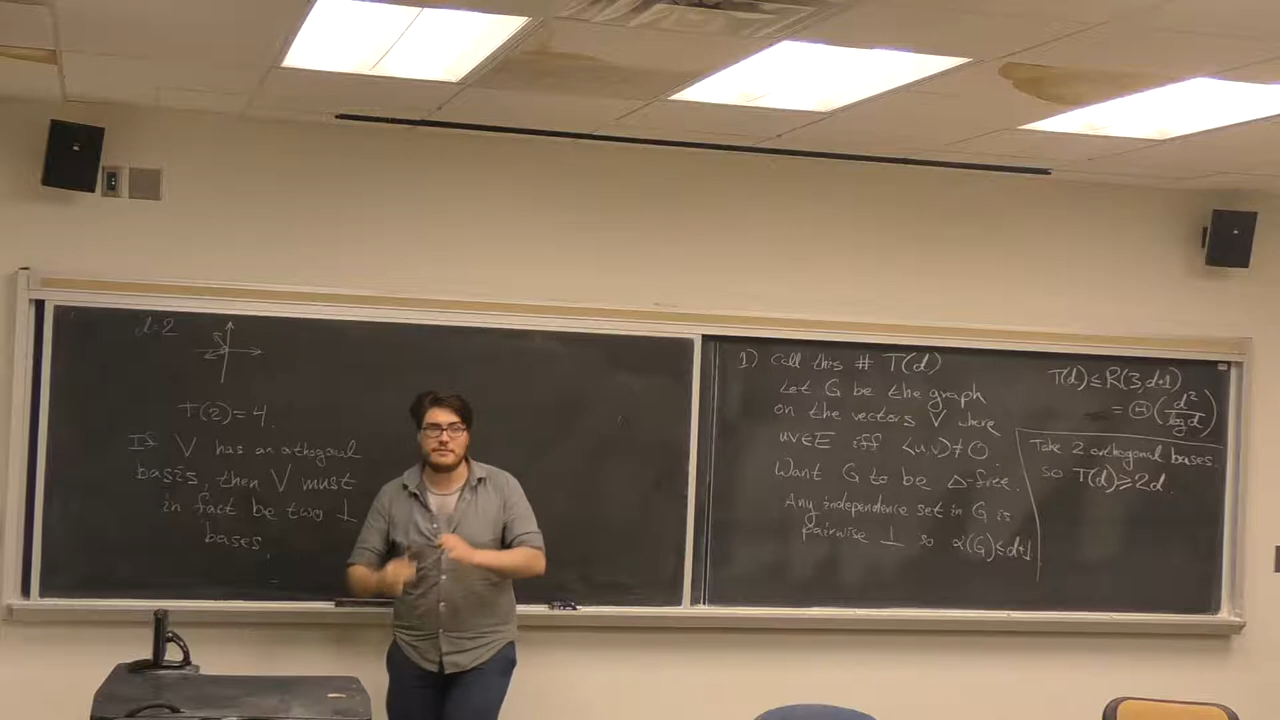 d=2
T(2)=4.
If V has an orthogonal
basis, then V must
in fact be two ⊥
bases.
1) Call this # T(d)
Let G be the graph
on the vectors V where
uv∈E iff ⟨u,v⟩≠0
Want G to be Δ-free.
Any independence set in G is
pairwise ⊥ so α(G)≤d+1
T(d)≤R(3,d+1)
=Θ(d²/log d)
Take 2 orthogonal bases.
so T(d)≥2d.